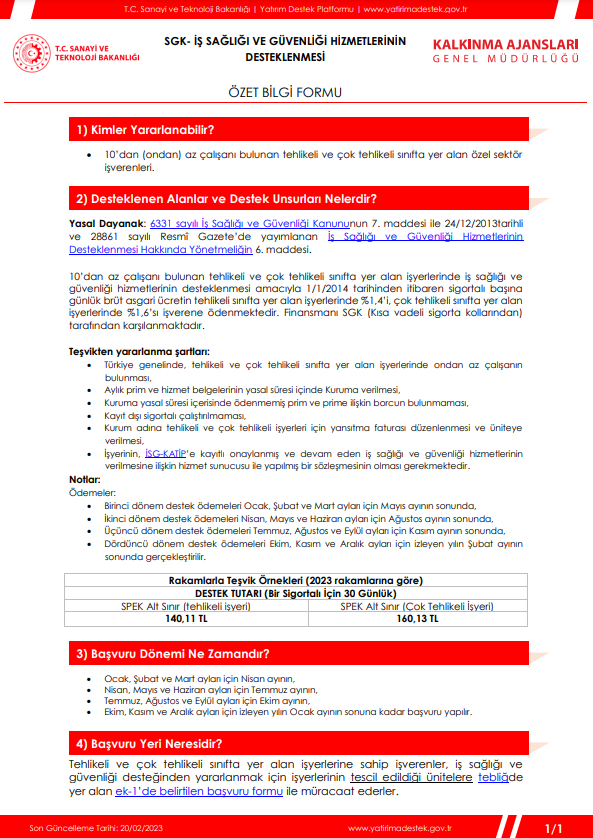 T.C. Sanayi ve Teknoloji Bakanlığı | Yatırım Destek Platformu | www.yatirimadestek.gov.tr
T.C. SANAYİ VE
TEKNOLOJİ BAKANLIĞI
SGK- İŞ SAĞLIĞI VE GÜVENLİĞİ HİZMETLERİNİN
DESTEKLENMESİ
KALKINMA AJANSLARI
GENEL MÜDÜRLÜĞÜ
ÖZET BİLGİ FORMU
1) Kimler Yararlanabilir?
• 10’dan (ondan) az çalışanı bulunan tehlikeli ve çok tehlikeli sınıfta yer alan özel sektör
işverenleri.
2) Desteklenen Alanlar ve Destek Unsurları Nelerdir?
Yasal Dayanak: 6331 sayılı İş Sağlığı ve Güvenliği Kanununun 7. maddesi ile 24/12/2013tarihli
ve 28861 sayılı Resmî Gazete’de yayımlanan İş Sağlığı ve Güvenliği Hizmetlerinin
Desteklenmesi Hakkında Yönetmeliğin 6. maddesi.
10’dan az çalışanı bulunan tehlikeli ve çok tehlikeli sınıfta yer alan işyerlerinde iş sağlığı ve
güvenliği hizmetlerinin desteklenmesi amacıyla 1/1/2014 tarihinden itibaren sigortalı başına
günlük brüt asgari ücretin tehlikeli sınıfta yer alan işyerlerinde %1,4’i, çok tehlikeli sınıfta yer alan
işyerlerinde %1,6’sı işverene ödenmektedir. Finansmanı SGK (Kısa vadeli sigorta kollarından)
tarafından karşılanmaktadır.
Teşvikten yararlanma şartları:
• Türkiye genelinde, tehlikeli ve çok tehlikeli sınıfta yer alan işyerlerinde ondan az çalışanın
bulunması,
• Aylık prim ve hizmet belgelerinin yasal süresi içinde Kuruma verilmesi,
• Kuruma yasal süresi içerisinde ödenmemiş prim ve prime ilişkin borcun bulunmaması,
• Kayıt dışı sigortalı çalıştırılmaması,
• Kurum adına tehlikeli ve çok tehlikeli işyerleri için yansıtma faturası düzenlenmesi ve üniteye
verilmesi,
• İşyerinin, İSG-KATİP’e kayıtlı onaylanmış ve devam eden iş sağlığı ve güvenliği hizmetlerinin
verilmesine ilişkin hizmet sunucusu ile yapılmış bir sözleşmesinin olması gerekmektedir.
Notlar:
Ödemeler:
• Birinci dönem destek ödemeleri Ocak, Şubat ve Mart ayları için Mayıs ayının sonunda,
• İkinci dönem destek ödemeleri Nisan, Mayıs ve Haziran ayları için Ağustos ayının sonunda,
• Üçüncü dönem destek ödemeleri Temmuz, Ağustos ve Eylül ayları için Kasım ayının sonunda,
• Dördüncü dönem destek ödemeleri Ekim, Kasım ve Aralık ayları için izleyen yılın Şubat ayının
sonunda gerçekleştirilir.
Rakamlarla Teşvik Örnekleri (2023 rakamlarına göre)
DESTEK TUTARI (Bir Sigortalı İçin 30 Günlük)
SPEK Alt Sınır (tehlikeli işyeri) SPEK Alt Sınır (Çok Tehlikeli İşyeri)
140,11 TL 160,13 TL
3) Başvuru Dönemi Ne Zamandır?
• Ocak, Şubat ve Mart ayları için Nisan ayının,
• Nisan, Mayıs ve Haziran ayları için Temmuz ayının,
• Temmuz, Ağustos ve Eylül ayları için Ekim ayının,
• Ekim, Kasım ve Aralık ayları için izleyen yılın Ocak ayının sonuna kadar başvuru yapılır.
4) Başvuru Yeri Neresidir?
Tehlikeli ve çok tehlikeli sınıfta yer alan işyerlerine sahip işverenler, iş sağlığı ve
güvenliği desteğinden yararlanmak için işyerlerinin tescil edildiği ünitelere tebliğde
yer alan ek-1’de belirtilen başvuru formu ile müracaat ederler.
Son Güncelleme Tarihi: 20/02/2023 www.yatirimadestek.gov.tr 1/1